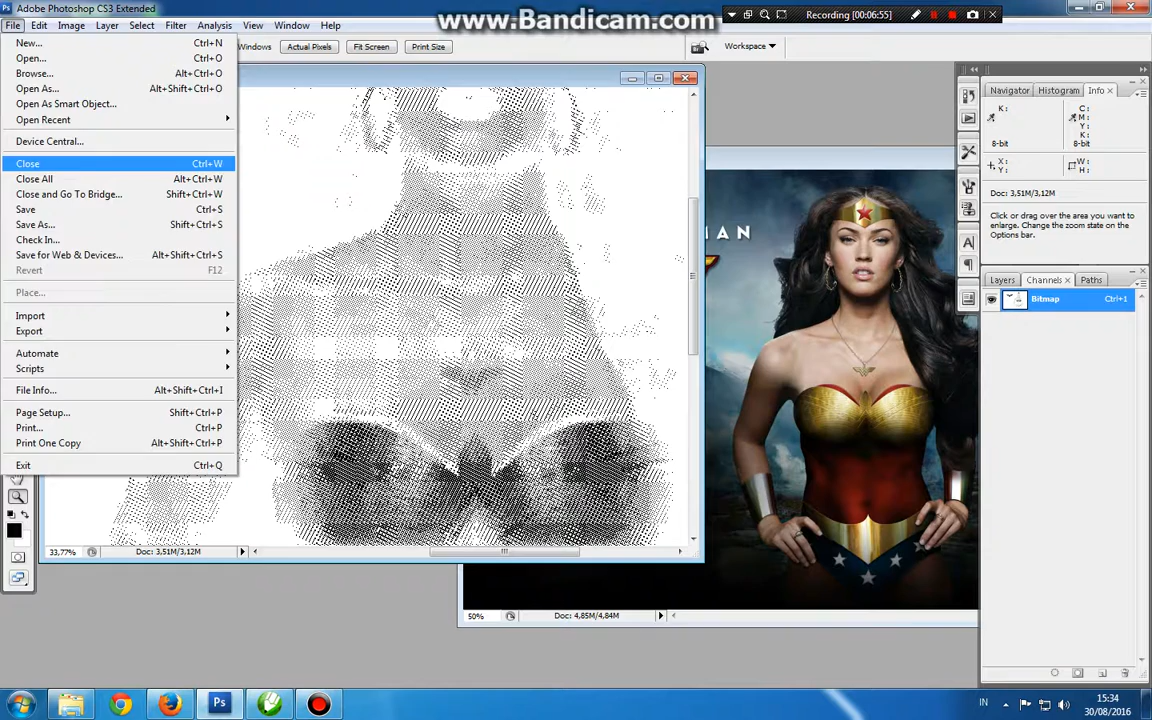 Adobe Photoshop CS3 Extended
www.Bandicam.com
Recording [00:06:55]
File Edit Image Layer Select Filter Analysis View Window Help
Windows Actual Pixels Fit Screen Print Size Workspace
New... Ctrl+N
Open... Ctrl+O
Browse... Alt+Ctrl+O
Open As... Alt+Shift+Ctrl+O
Open As Smart Object...
Open Recent
Device Central...
Close Ctrl+W
Close All Alt+Ctrl+W
Close and Go To Bridge... Shift+Ctrl+W
Save Ctrl+S
Save As... Shift+Ctrl+S
Check In...
Save for Web & Devices... Alt+Shift+Ctrl+S
Revert F12
Place...
Import
Export
Automate
Scripts
File Info... Alt+Shift+Ctrl+I
Page Setup... Shift+Ctrl+P
Print... Ctrl+P
Print One Copy Alt+Shift+Ctrl+P
Exit Ctrl+Q
33,77% Doc: 3,51M/3,12M
MAN
50% Doc: 4,85M/4,84M
Navigator Histogram Info
K: C:
M:
Y:
K:
8-bit 8-bit
X: W:
Y: H:
Doc: 3,51M/3,12M
Click or drag over the area you want to
enlarge. Change the zoom state on the
Options bar.
Layers Channels Paths
Bitmap Ctrl+1
IN
15:34
30/08/2016